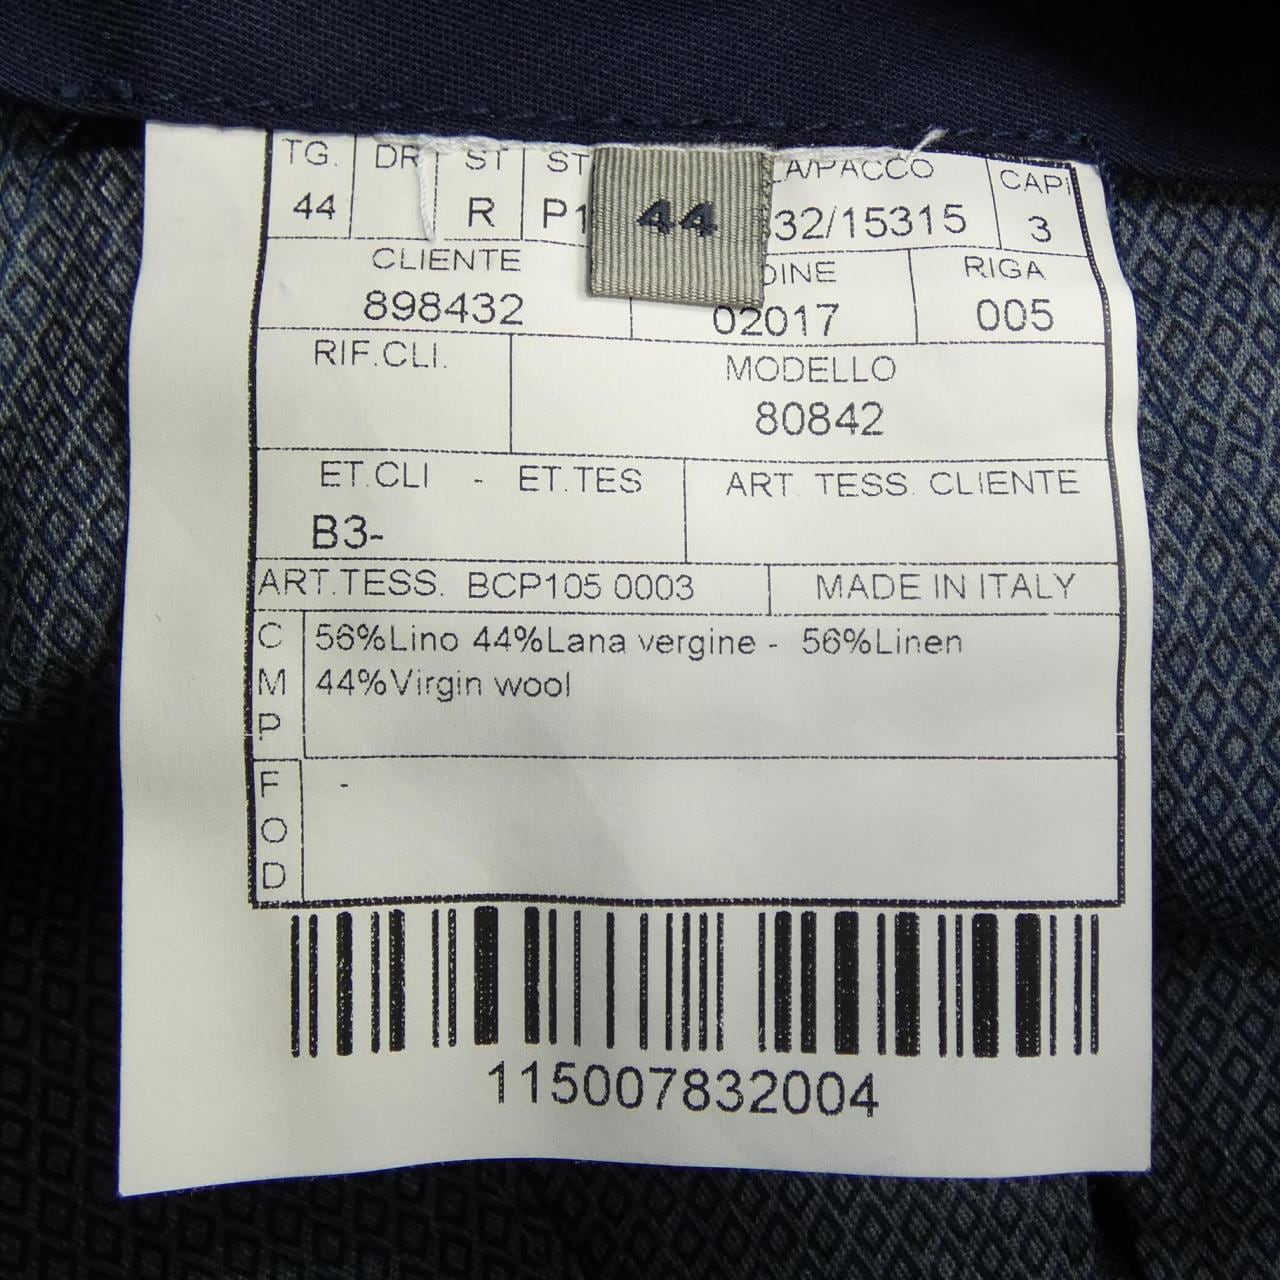 TG. DR ST ST A/PACCO CAPI
44 R P1 44 32/15315 3
CLIENTE DINE RIGA
898432 02017 005
RIF.CLI. MODELLO
80842
ET.CLI - ET.TES ART. TESS. CLIENTE
B3-
ART.TESS. BCP105 0003 MADE IN ITALY
C 56%Lino 44%Lana vergine - 56%Linen
M 44%Virgin wool
P
F -
O
D
115007832004